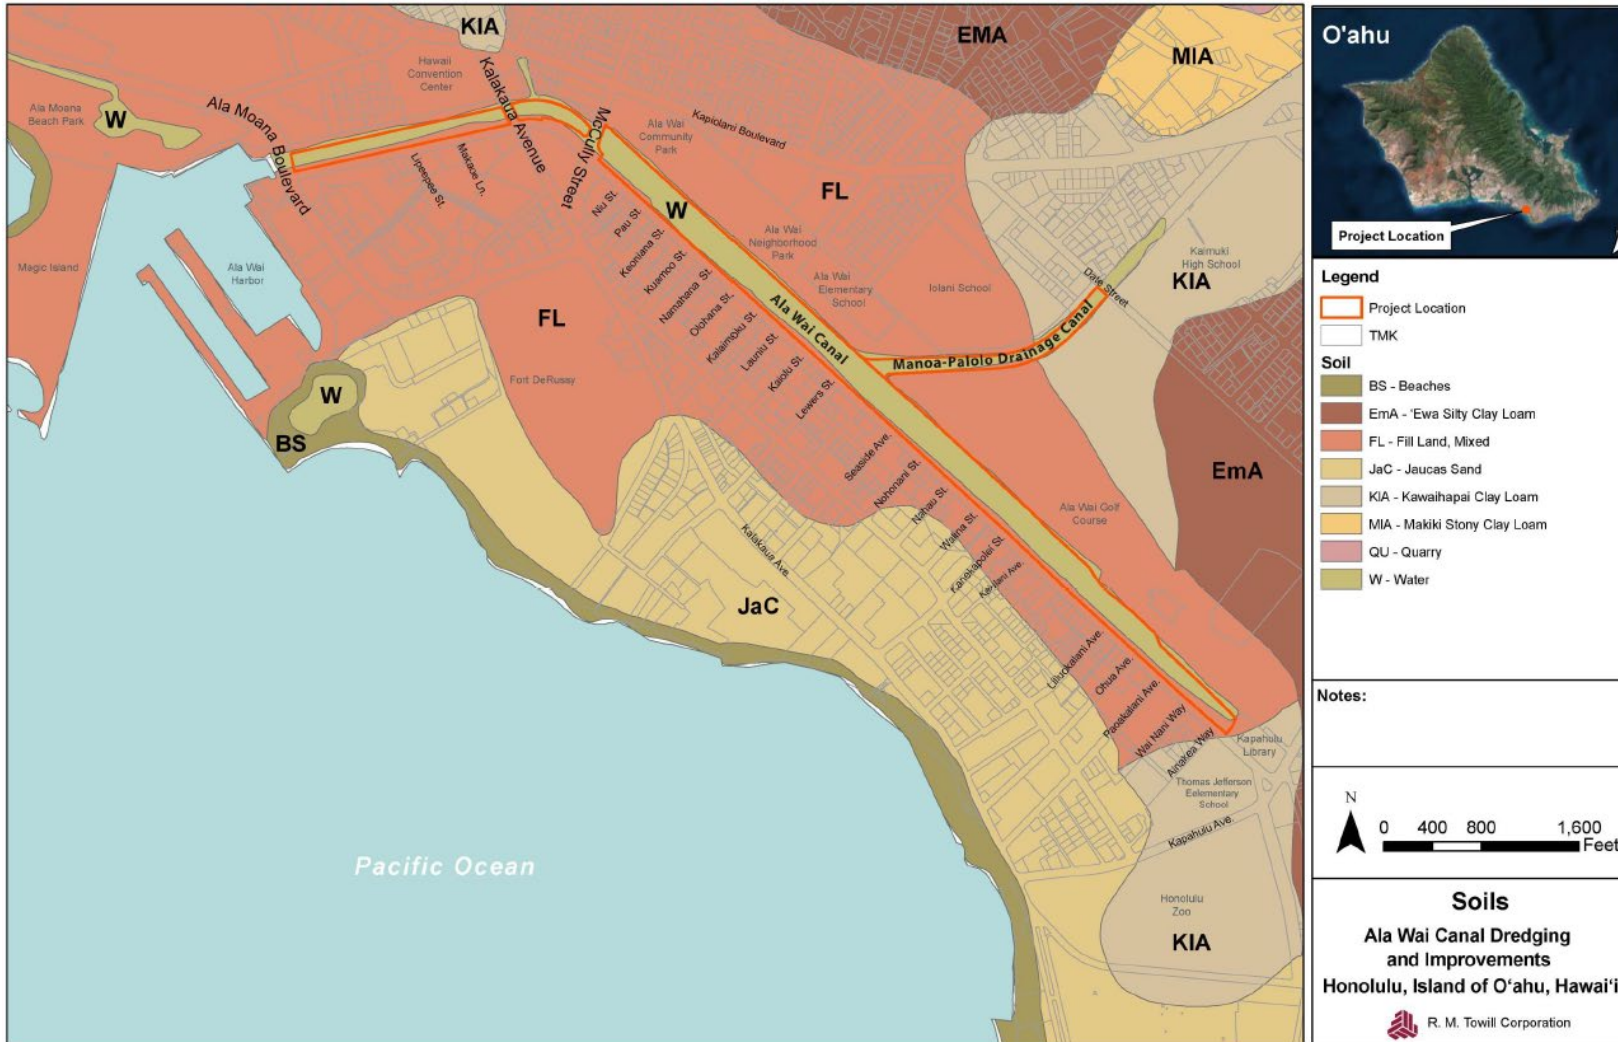 KIA
EMA
MIA
Hawaii
Convention
Center
Kalakaua Avenue
Ala Moana
Beach Park
W
Ala Moana Boulevard
McCully Street
Ala Wai
Community
Park
Kapiolani Boulevard
Lipeepee St.
Makaoe Ln.
FL
W
Niu St.
Pau St.
Keoniana St.
Kuamoo St.
Namahana St.
Olohana St.
Kalaimoku St.
Launiu St.
Kaiolu St.
Lewers St.
Ala Wai
Neighborhood
Park
Ala Wai
Elementary
School
Iolani School
Kaimuki
High School
KIA
Date Street
Magic Island
Ala Wai
Harbor
FL
Ala Wai Canal
Manoa-Palolo Drainage Canal
Fort DeRussy
W
BS
EmA
Seaside Ave.
Nohonani St.
Nahau St.
Walina St.
Kanekapolei St.
Kaiulani Ave.
Ala Wai Golf
Course
Kalakaua Ave.
JaC
Liliuokalani Ave.
Ohua Ave.
Paoakalani Ave.
Wai Nani Way
Ainakea Way
Kapahulu
Library
Thomas Jefferson
Eelementary
School
Kapahulu Ave.
Pacific Ocean
Honolulu
Zoo
KIA
O'ahu
Project Location
Legend
Project Location
TMK
Soil
BS - Beaches
EmA - 'Ewa Silty Clay Loam
FL - Fill Land, Mixed
JaC - Jaucas Sand
KIA - Kawaihapai Clay Loam
MIA - Makiki Stony Clay Loam
QU - Quarry
W - Water
Notes:
N
0 400 800 1,600
Feet
Soils
Ala Wai Canal Dredging
and Improvements
Honolulu, Island of O'ahu, Hawai'i
R. M. Towill Corporation